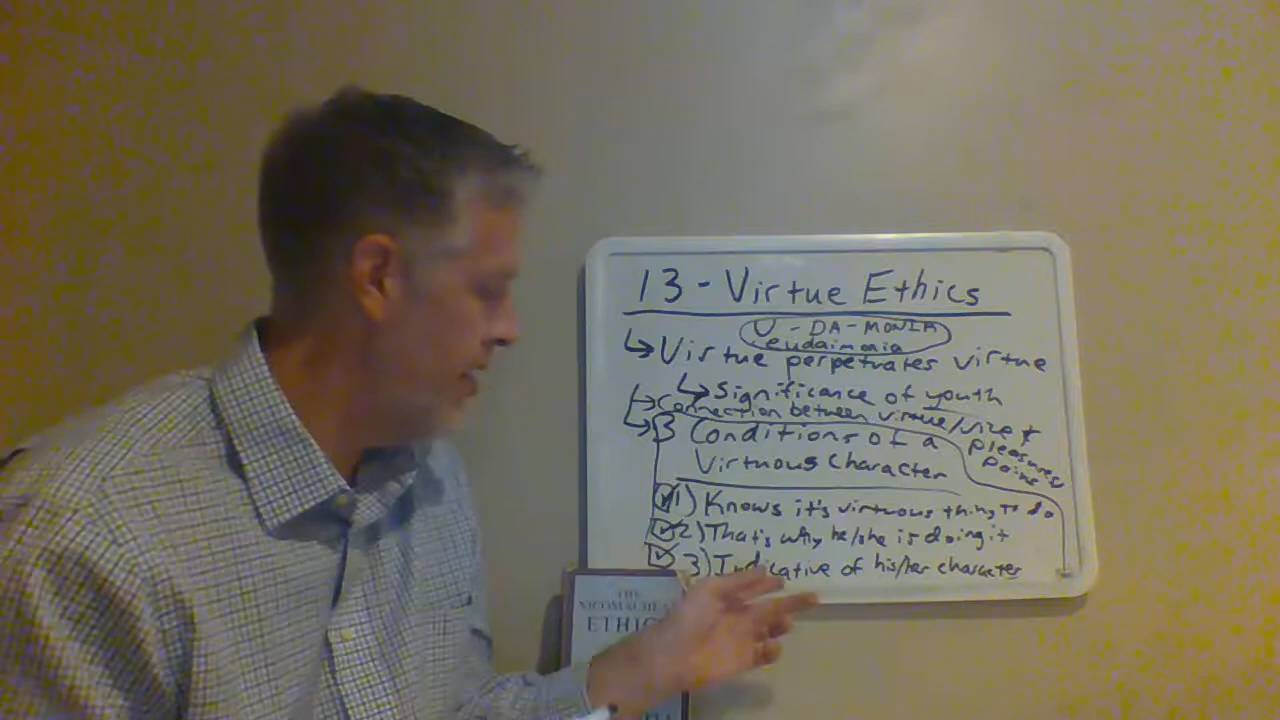 13 - Virtue Ethics
U - DA - MONIA
eudaimonia
↳ Virtue perpetuates virtue
↳ Significance of youth
↳ Connection between virtue/vice &
pleasures/
pains
↳ 3 Conditions of a
Virtuous Character
1) Knows it's virtuous thing to do
2) That's why he/she is doing it
3) Indicative of his/her character
THE
NICOMACHEAN
ETHICS